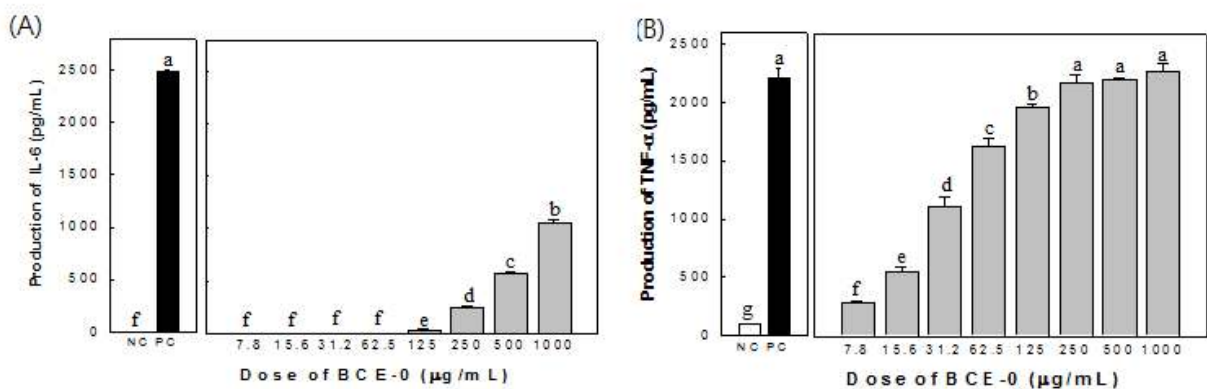 (A)
Production of IL-6 (pg/mL)
2500
2000
1500
1000
500
0
f a
f f f f e d c b
NC PC
7.8 15.6 31.2 62.5 125 250 500 1000
Dose of BCE-0 (μg/mL)
(B)
Production of TNF-α(pg/mL)
2500
2000
1500
1000
500
0
g a
f e d c b a a a
NC PC
7.8 15.6 31.2 62.5 125 250 500 1000
Dose of BCE-0 (μg/mL)